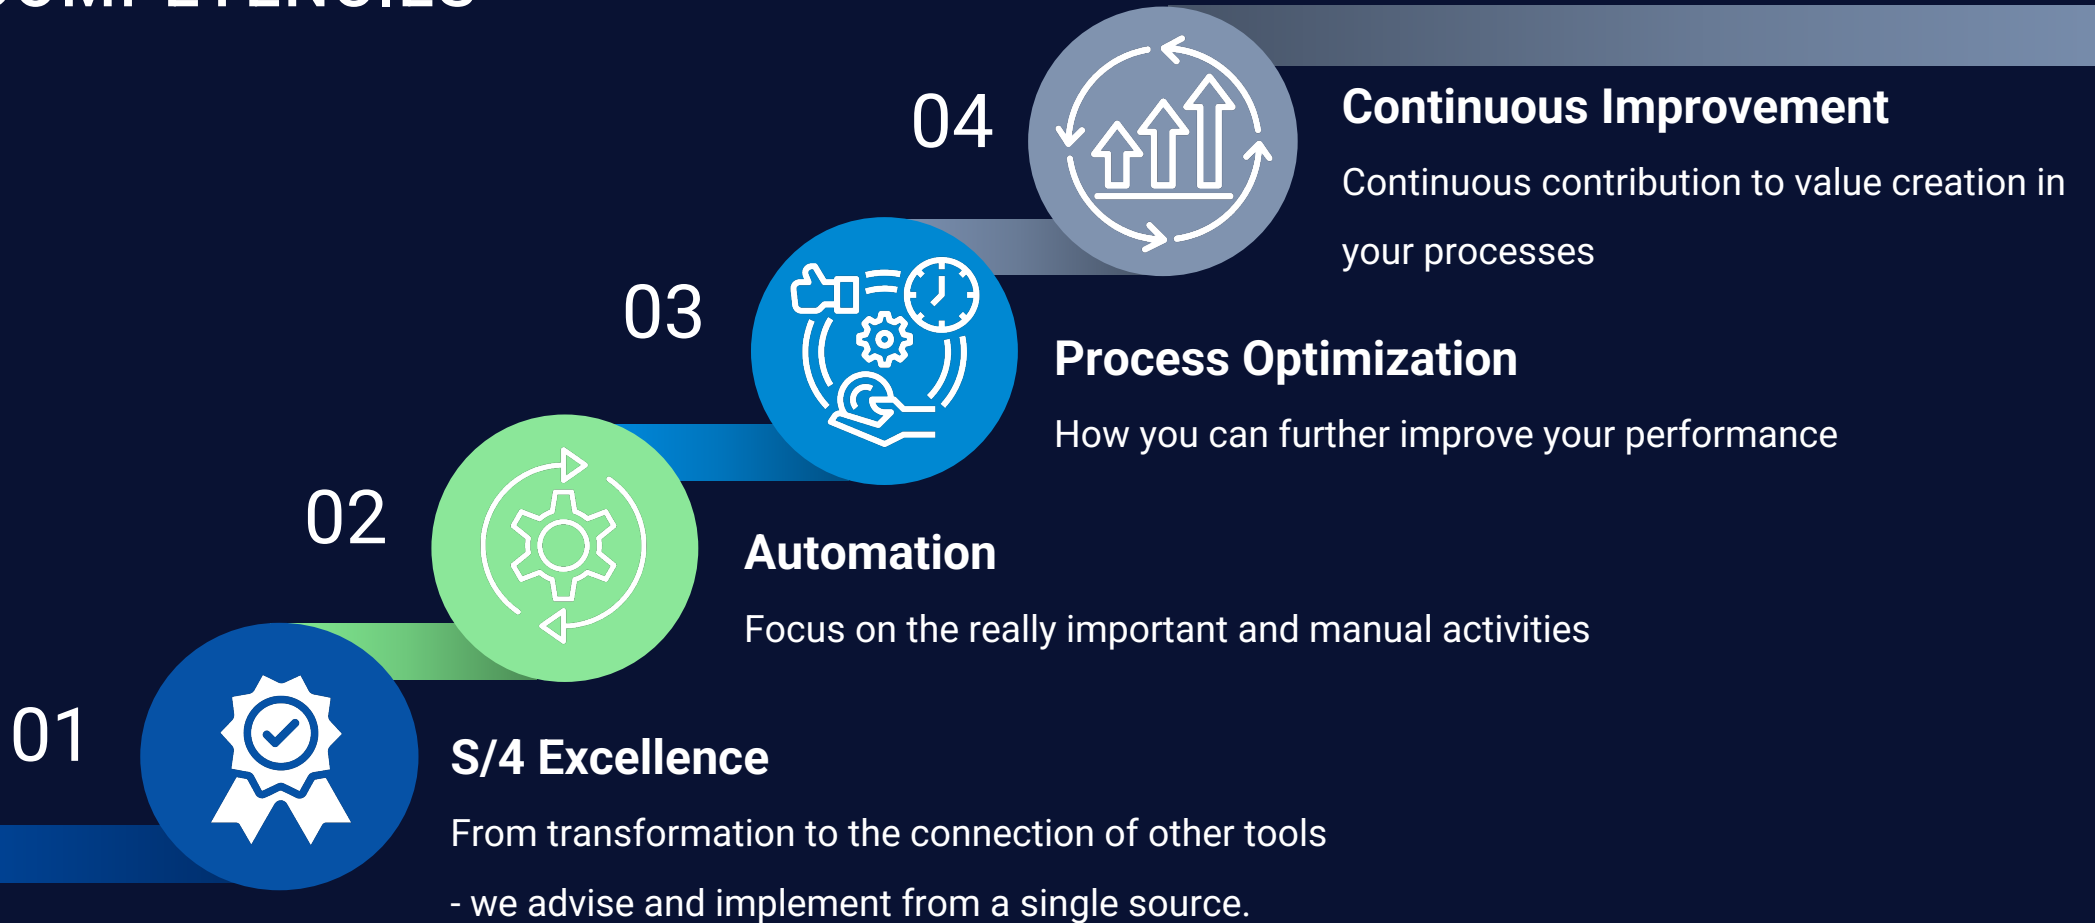 COMPETENCIES
04
Continuous Improvement
Continuous contribution to value creation in
your processes
03
Process Optimization
How you can further improve your performance
02
Automation
Focus on the really important and manual activities
01
S/4 Excellence
From transformation to the connection of other tools
- we advise and implement from a single source.